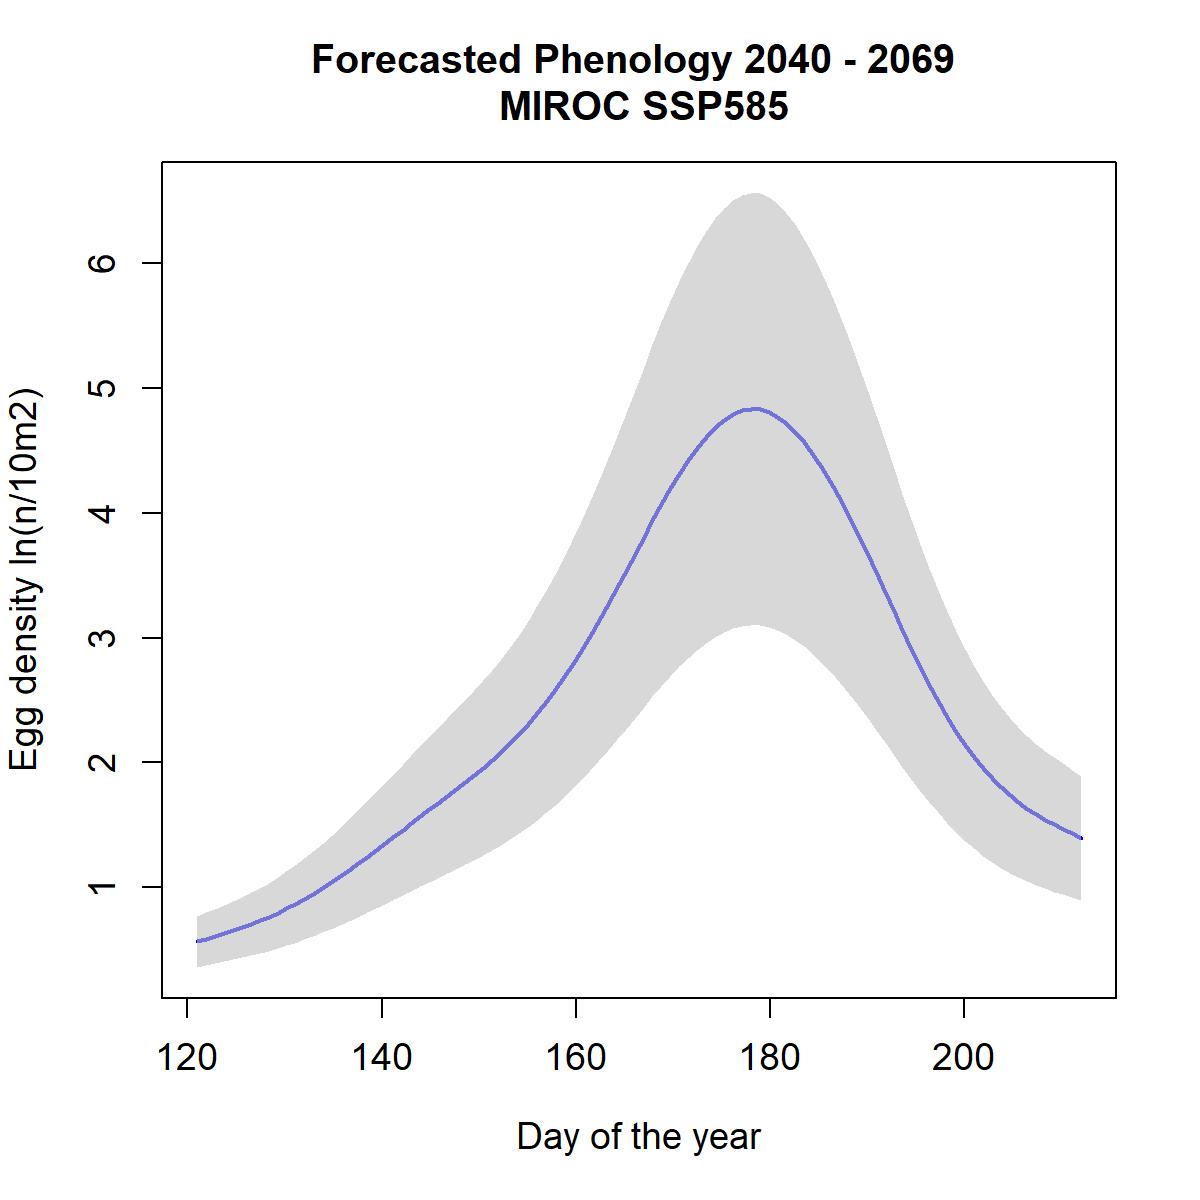 Forecasted Phenology 2040 - 2069
MIROC SSP585
Egg density ln(n/10m2)
6
5
4
3
2
1
120 140 160 180 200
Day of the year